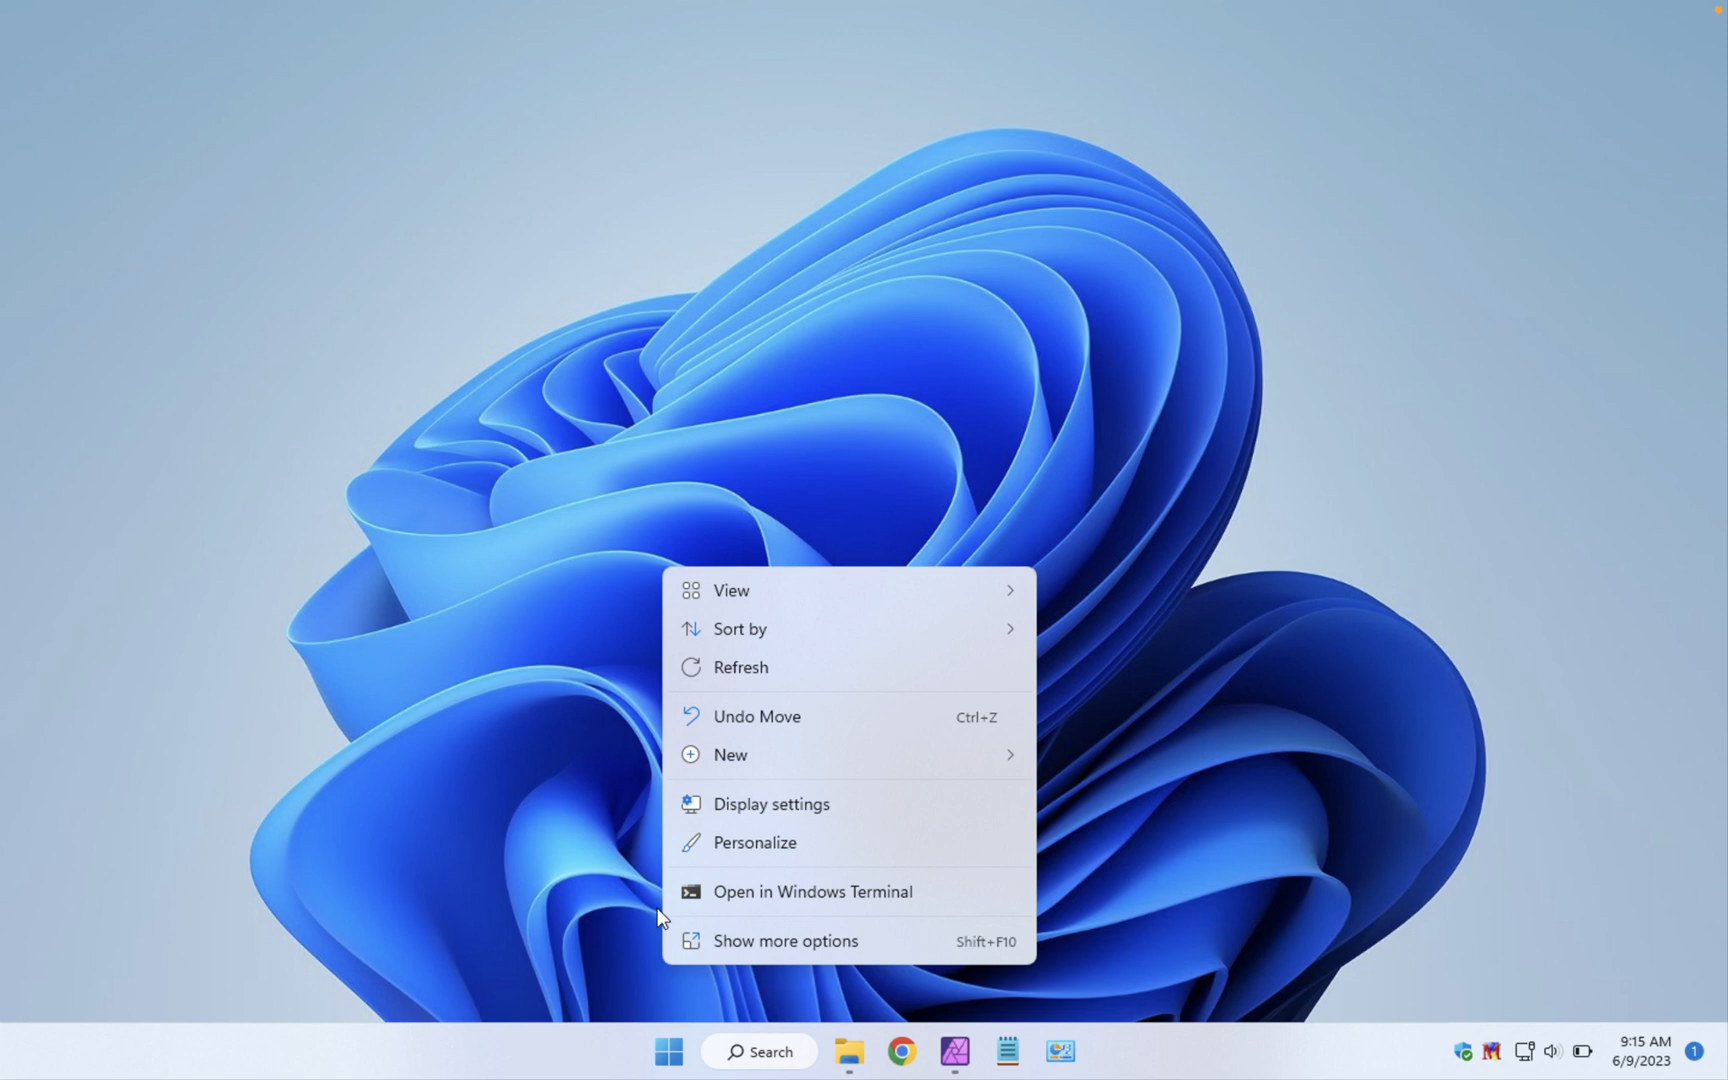 View
Sort by
Refresh
Undo Move Ctrl+Z
New
Display settings
Personalize
Open in Windows Terminal
Show more options Shift+F10
Search
9:15 AM
6/9/2023
1